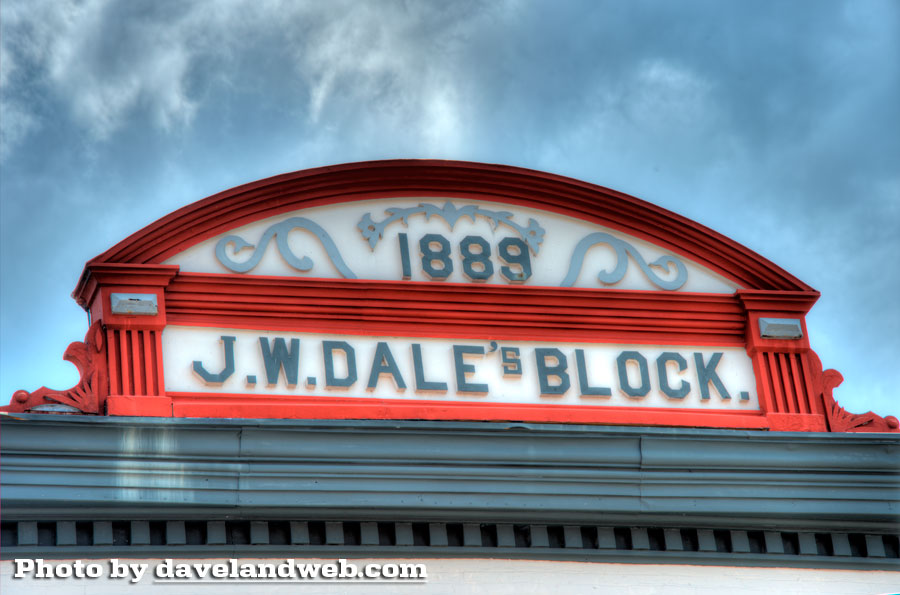 1889
J.W. DALE's BLOCK.
Photo by davelandweb.com